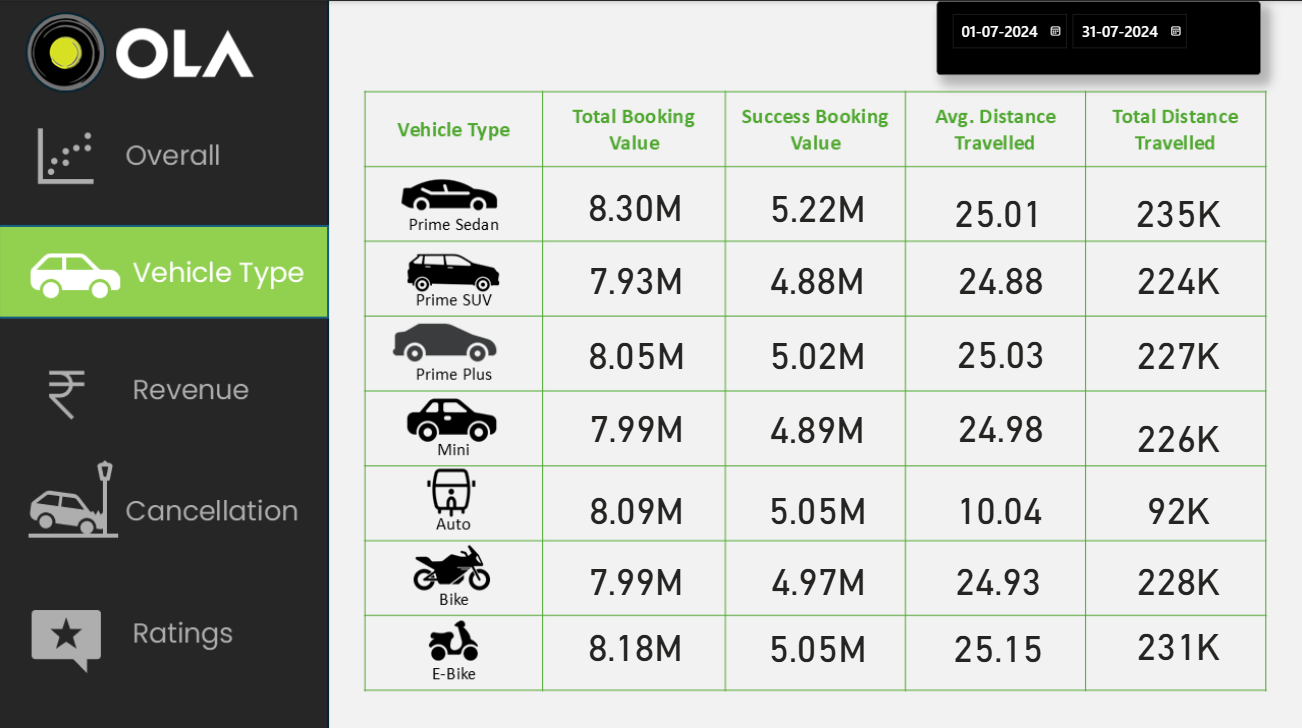 OLA
01-07-2024 31-07-2024
Overall
Vehicle Type
Revenue
Cancellation
Ratings
Vehicle Type Total Booking Value Success Booking Value Avg. Distance Travelled Total Distance Travelled
Prime Sedan 8.30M 5.22M 25.01 235K
Prime SUV 7.93M 4.88M 24.88 224K
Prime Plus 8.05M 5.02M 25.03 227K
Mini 7.99M 4.89M 24.98 226K
Auto 8.09M 5.05M 10.04 92K
Bike 7.99M 4.97M 24.93 228K
E-Bike 8.18M 5.05M 25.15 231K